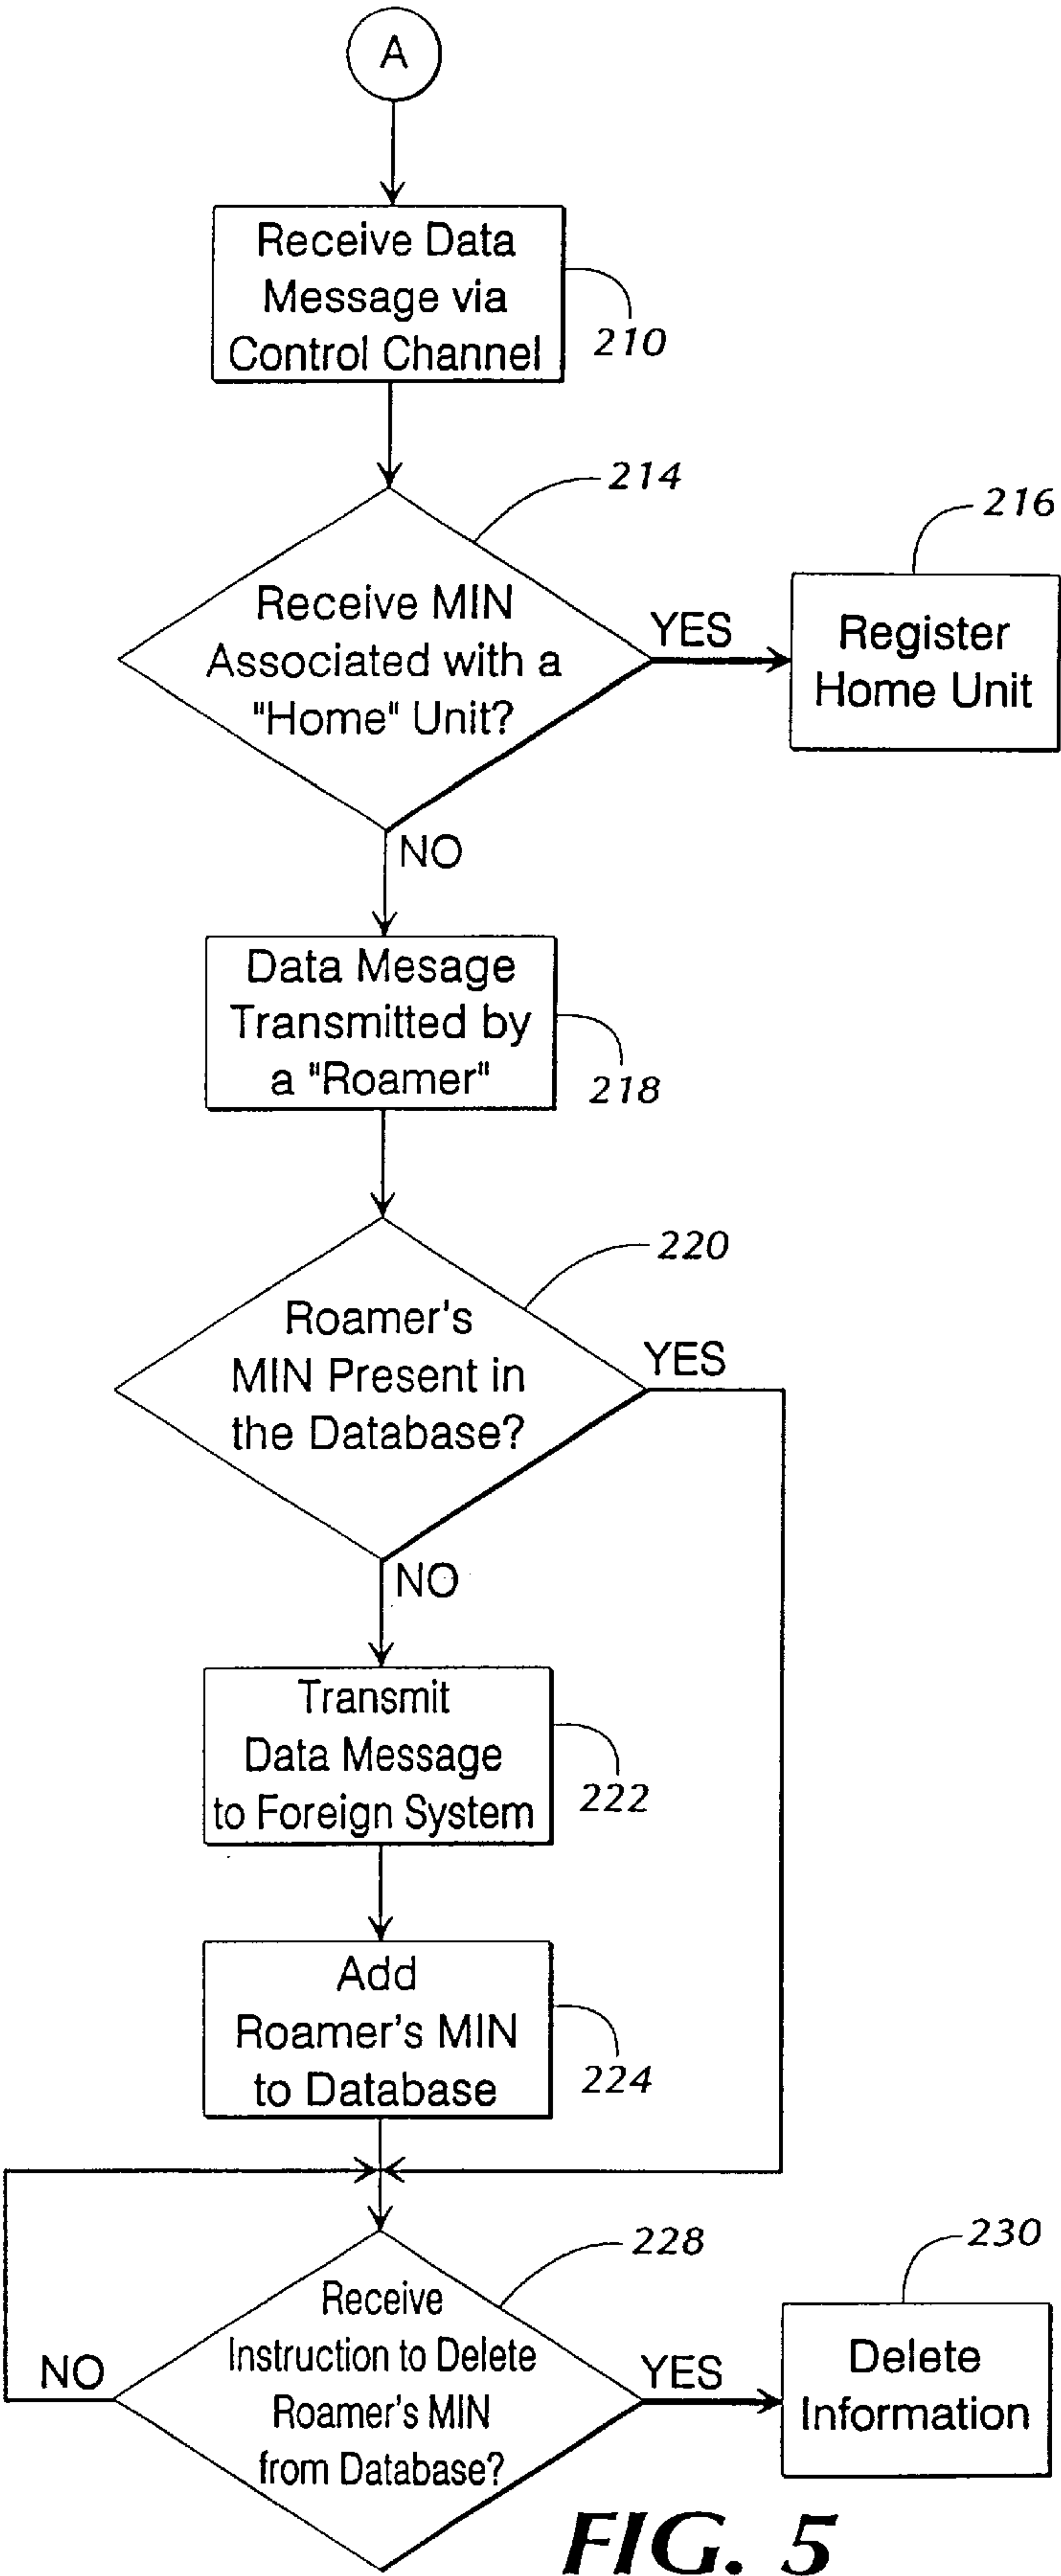 A
Receive Data
Message via
Control Channel
210
214
Receive MIN
Associated with a
"Home" Unit?
YES
216
Register
Home Unit
NO
Data Mesage
Transmitted by
a "Roamer"
218
220
Roamer's
MIN Present in
the Database?
YES
NO
Transmit
Data Message
to Foreign System
222
Add
Roamer's MIN
to Database
224
228
Receive
Instruction to Delete
Roamer's MIN
from Database?
NO
YES
230
Delete
Information
FIG. 5